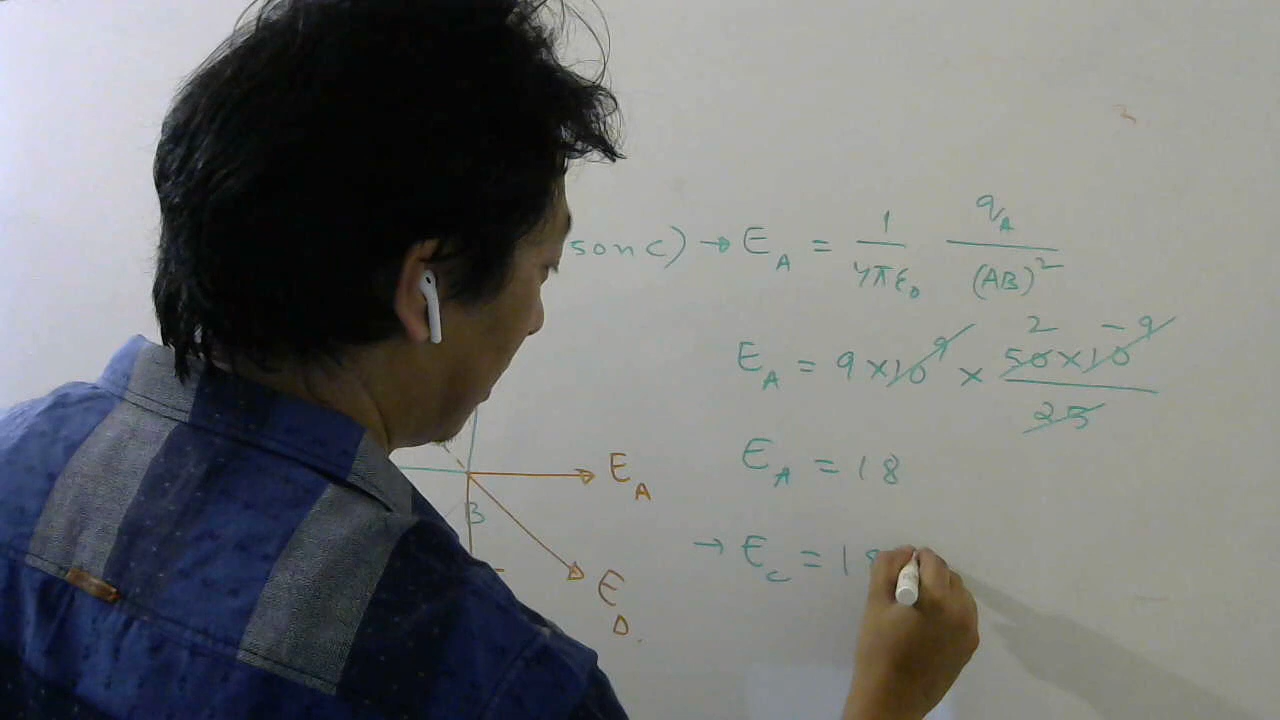 son c) → E_A = 1/4πε₀ q_A/(AB)²
E_A = 9 × 10⁹ × 50 × 10⁻⁹/25
2
E_A = 18
→ E_C = 18
E_A
B
E_D